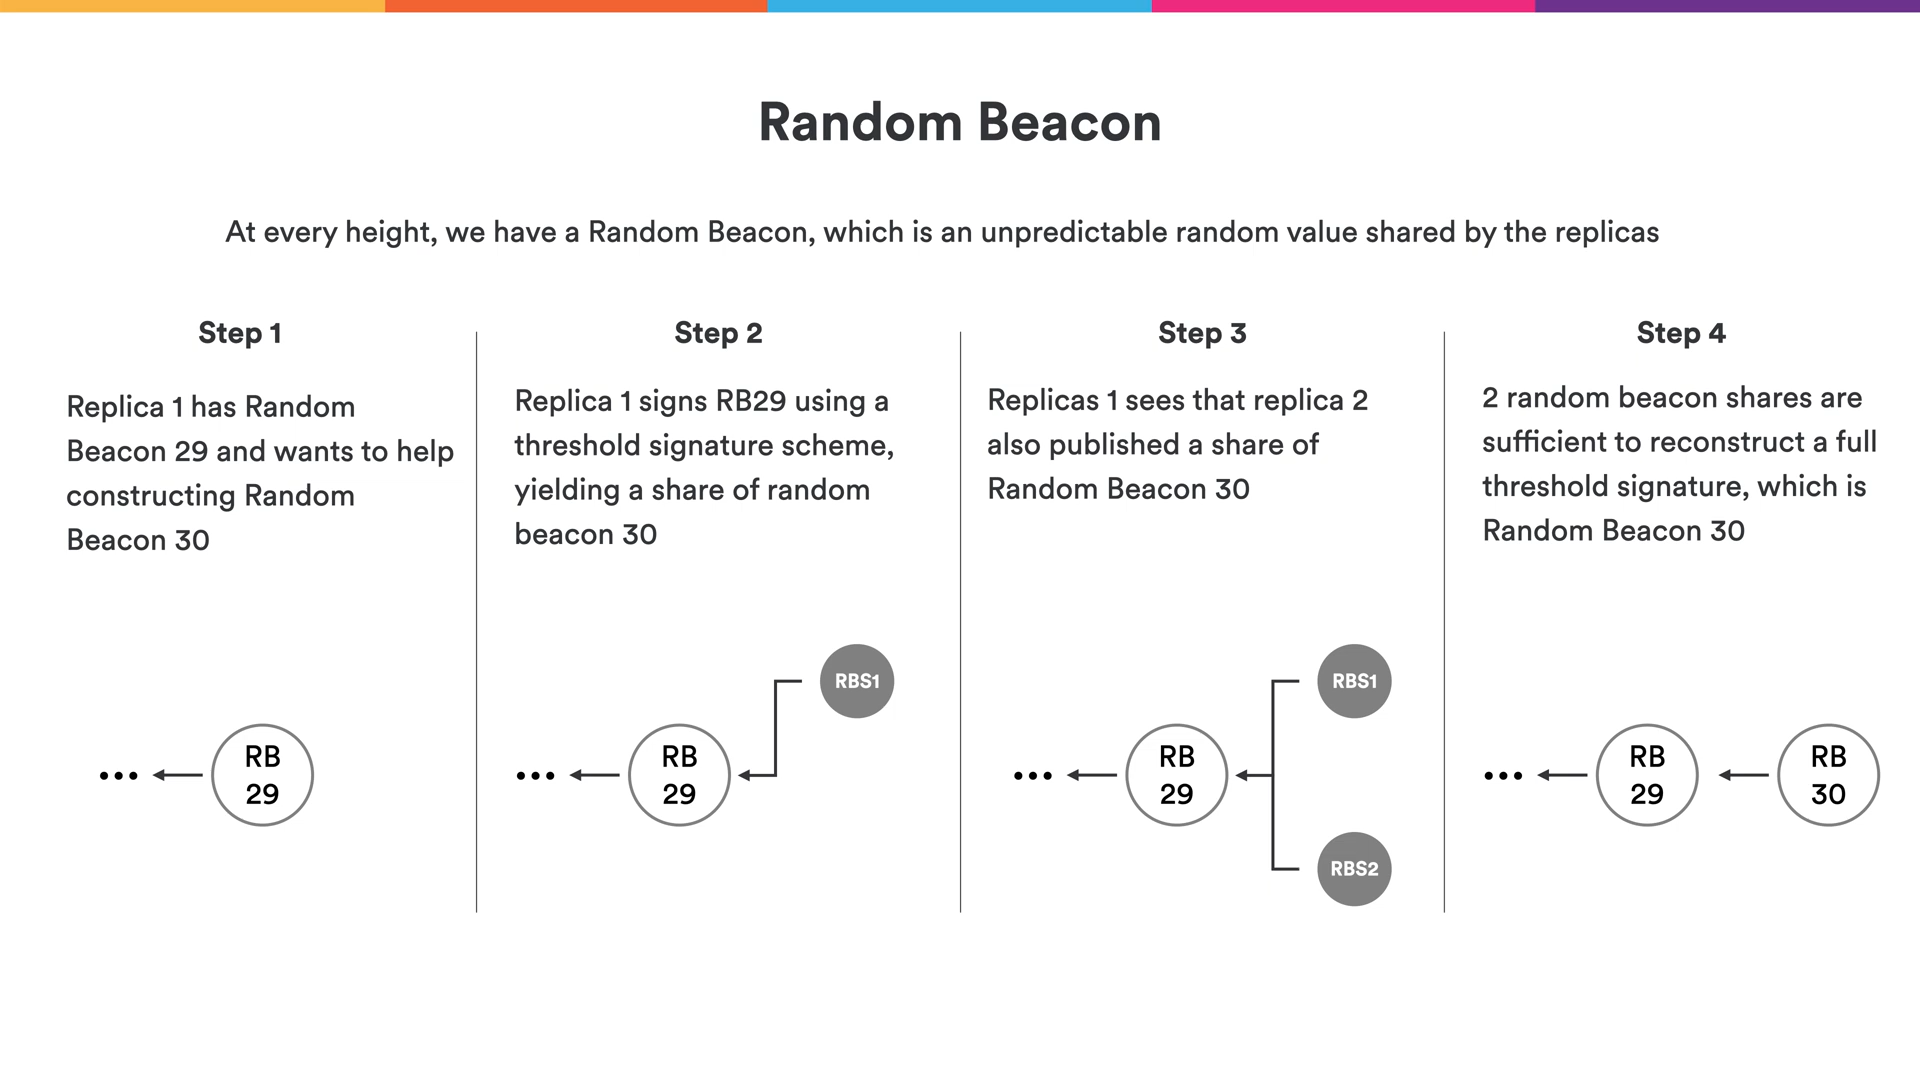 Random Beacon
At every height, we have a Random Beacon, which is an unpredictable random value shared by the replicas
Step 1
Replica 1 has Random
Beacon 29 and wants to help
constructing Random
Beacon 30
RB
29
Step 2
Replica 1 signs RB29 using a
threshold signature scheme,
yielding a share of random
beacon 30
RBS1
RB
29
Step 3
Replicas 1 sees that replica 2
also published a share of
Random Beacon 30
RBS1
RB
29
RBS2
Step 4
2 random beacon shares are
sufficient to reconstruct a full
threshold signature, which is
Random Beacon 30
RB
29
RB
30